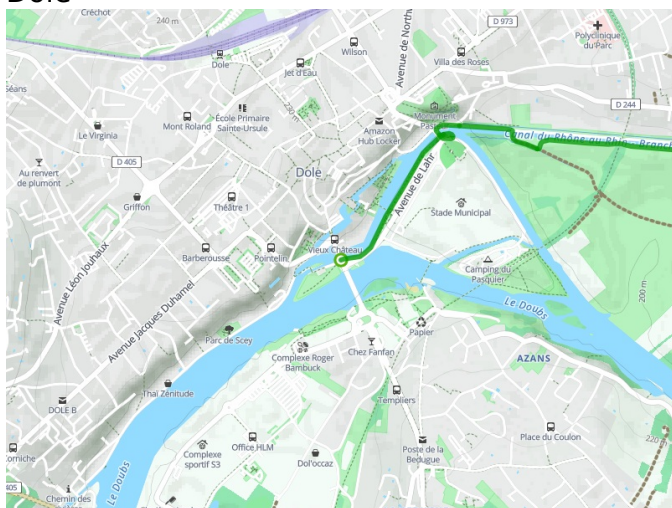 Dole
Créchot
240 m
D 973
Polyclinique
du Parc
Wilson
Avenue de North
Dole
Jet d'Eau
Villa des Roses
Séans
D 244
École Primaire
Sainte-Ursule
230 m
Monument
Le Virginia
Mont Roland
Amazon
Hub Locker
Canal du Rhône au Rhin - Branch
D 405
Au renvert
de plumont
Dole
Avenue de Lahr
Griffon
Théâtre 1
Stade Municipal
Barberousse
Pointelin
Vieux Château
Avenue Léon Jouhaux
Camping du
Pasquier
200 m
Avenue Jacques Duhamel
Le Doubs
Parc de Scey
Papier
Complexe Roger
Bambuck
Chez Fanfan
AZANS
Thaï Zénitude
Templiers
DOLE B
Place du Coulon
Office HLM
220 m
Corniche
Complexe
sportif S3
Dol'occaz
Poste de la
Bedugue
405
Chemin des
Le Doubs